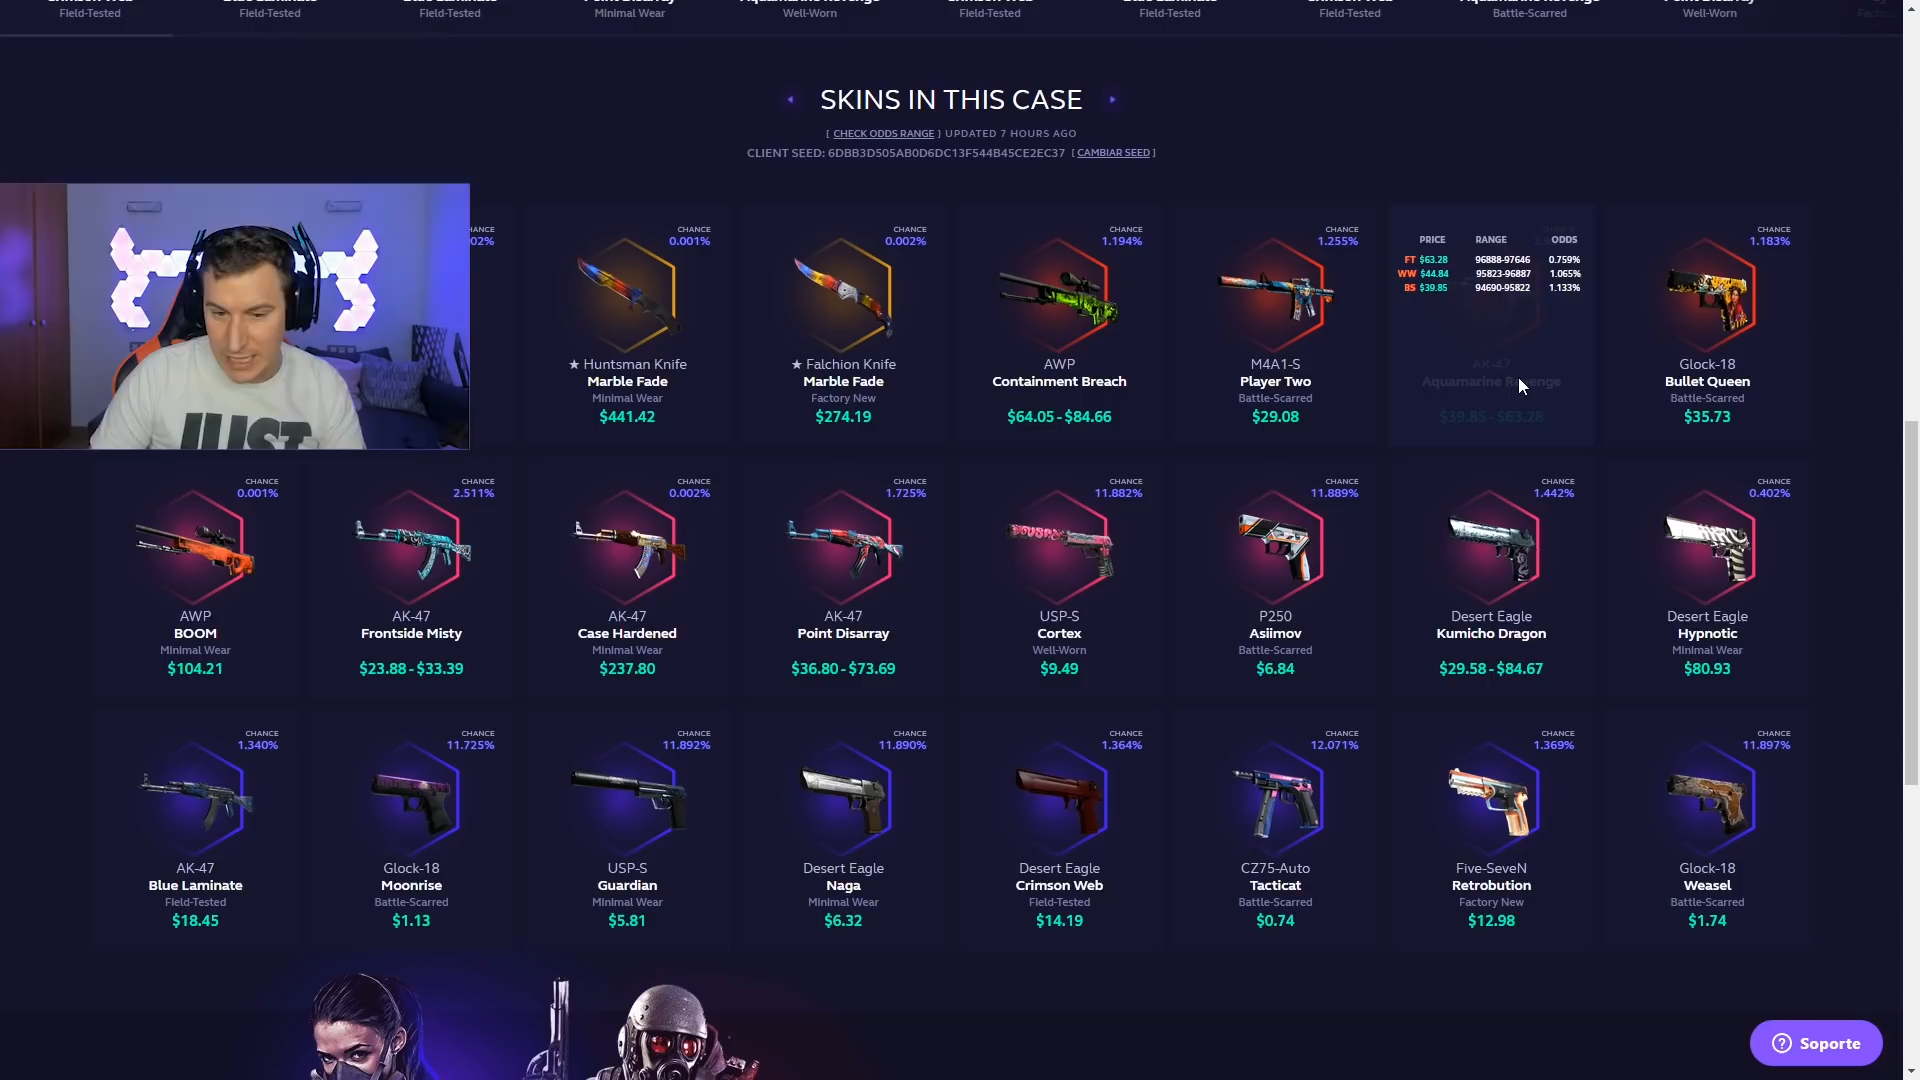 Field-Tested
Field-Tested
Field-Tested
Minimal Wear
Well-Worn
Field-Tested
Field-Tested
Field-Tested
Battle-Scarred
Well-Worn
SKINS IN THIS CASE
[ CHECK ODDS RANGE ] UPDATED 7 HOURS AGO
CLIENT SEED: 6DBB3D505AB0D6DC13F544B45CE2EC37 [ CAMBIAR SEED ]
02%
CHANCE
0.001%
★ Huntsman Knife
Marble Fade
Minimal Wear
$441.42
CHANCE
0.002%
★ Falchion Knife
Marble Fade
Factory New
$274.19
CHANCE
1.194%
AWP
Containment Breach
$64.05 - $84.66
CHANCE
1.255%
M4A1-S
Player Two
Battle-Scarred
$29.08
PRICE RANGE ODDS
FT $63.28 96888-97646 0.759%
WW $44.84 95823-96887 1.065%
BS $39.85 94690-95822 1.133%
AK-47
Aquamarine Revenge
$39.85 - $63.28
CHANCE
1.183%
Glock-18
Bullet Queen
Battle-Scarred
$35.73
CHANCE
0.001%
AWP
BOOM
Minimal Wear
$104.21
CHANCE
2.511%
AK-47
Frontside Misty
$23.88 - $33.39
CHANCE
0.002%
AK-47
Case Hardened
Minimal Wear
$237.80
CHANCE
1.725%
AK-47
Point Disarray
$36.80 - $73.69
CHANCE
11.882%
USP-S
Cortex
Well-Worn
$9.49
CHANCE
11.889%
P250
Asiimov
Battle-Scarred
$6.84
CHANCE
1.442%
Desert Eagle
Kumicho Dragon
$29.58 - $84.67
CHANCE
0.402%
Desert Eagle
Hypnotic
Minimal Wear
$80.93
CHANCE
1.340%
AK-47
Blue Laminate
Field-Tested
$18.45
CHANCE
11.725%
Glock-18
Moonrise
Battle-Scarred
$1.13
CHANCE
11.892%
USP-S
Guardian
Minimal Wear
$5.81
CHANCE
11.890%
Desert Eagle
Naga
Minimal Wear
$6.32
CHANCE
1.364%
Desert Eagle
Crimson Web
Field-Tested
$14.19
CHANCE
12.071%
CZ75-Auto
Tacticat
Battle-Scarred
$0.74
CHANCE
1.369%
Five-SeveN
Retrobution
Factory New
$12.98
CHANCE
11.897%
Glock-18
Weasel
Battle-Scarred
$1.74
Soporte